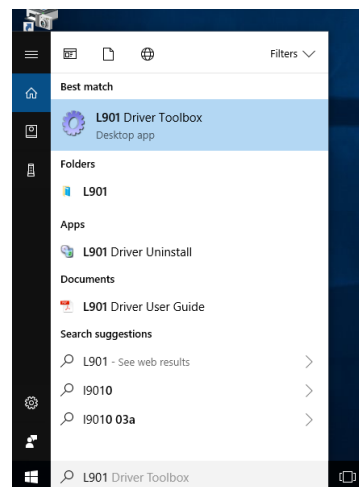 Filters
Best match
L901 Driver Toolbox
Desktop app
Folders
L901
Apps
L901 Driver Uninstall
Documents
L901 Driver User Guide
Search suggestions
L901 - See web results
l9010
l9010 03a
L901 Driver Toolbox